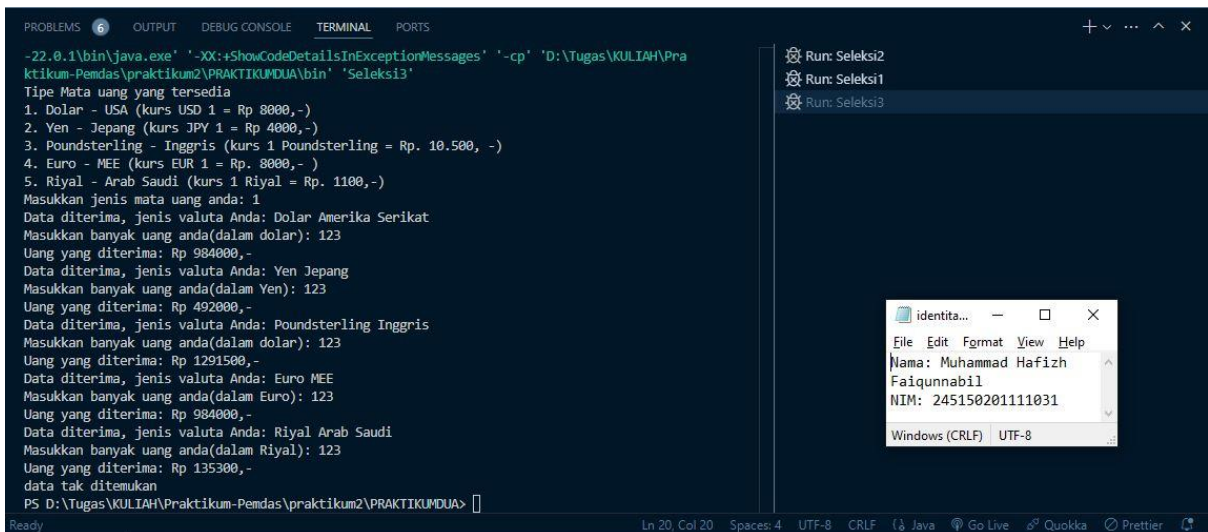 PROBLEMS 6 OUTPUT DEBUG CONSOLE TERMINAL PORTS
-22.0.1\bin\java.exe' '-XX:+ShowCodeDetailsInExceptionMessages' '-cp' 'D:\Tugas\KULIAH\Pra
ktikum-Pemdas\praktikum2\PRAKTIKUMDUA\bin' 'Seleksi3'
Tipe Mata uang yang tersedia
1. Dolar - USA (kurs USD 1 = Rp 8000,-)
2. Yen - Jepang (kurs JPY 1 = Rp 4000,-)
3. Poundsterling - Inggris (kurs 1 Poundsterling = Rp. 10.500, -)
4. Euro - MEE (kurs EUR 1 = Rp. 8000,- )
5. Riyal - Arab Saudi (kurs 1 Riyal = Rp. 1100,-)
Masukkan jenis mata uang anda: 1
Data diterima, jenis valuta Anda: Dolar Amerika Serikat
Masukkan banyak uang anda(dalam dolar): 123
Uang yang diterima: Rp 984000,-
Data diterima, jenis valuta Anda: Yen Jepang
Masukkan banyak uang anda(dalam Yen): 123
Uang yang diterima: Rp 492000,-
Data diterima, jenis valuta Anda: Poundsterling Inggris
Masukkan banyak uang anda(dalam dolar): 123
Uang yang diterima: Rp 1291500,-
Data diterima, jenis valuta Anda: Euro MEE
Masukkan banyak uang anda(dalam Euro): 123
Uang yang diterima: Rp 984000,-
Data diterima, jenis valuta Anda: Riyal Arab Saudi
Masukkan banyak uang anda(dalam Riyal): 123
Uang yang diterima: Rp 135300,-
data tak ditemukan
PS D:\Tugas\KULIAH\Praktikum-Pemdas\praktikum2\PRAKTIKUMDUA>
Run: Seleksi2
Run: Seleksi1
Run: Seleksi3
identita...
File Edit Format View Help
Nama: Muhammad Hafizh
Faiqunnabil
NIM: 245150201111031
Windows (CRLF) UTF-8
Ready Ln 20, Col 20 Spaces: 4 UTF-8 CRLF Java Go Live Quokka Prettier